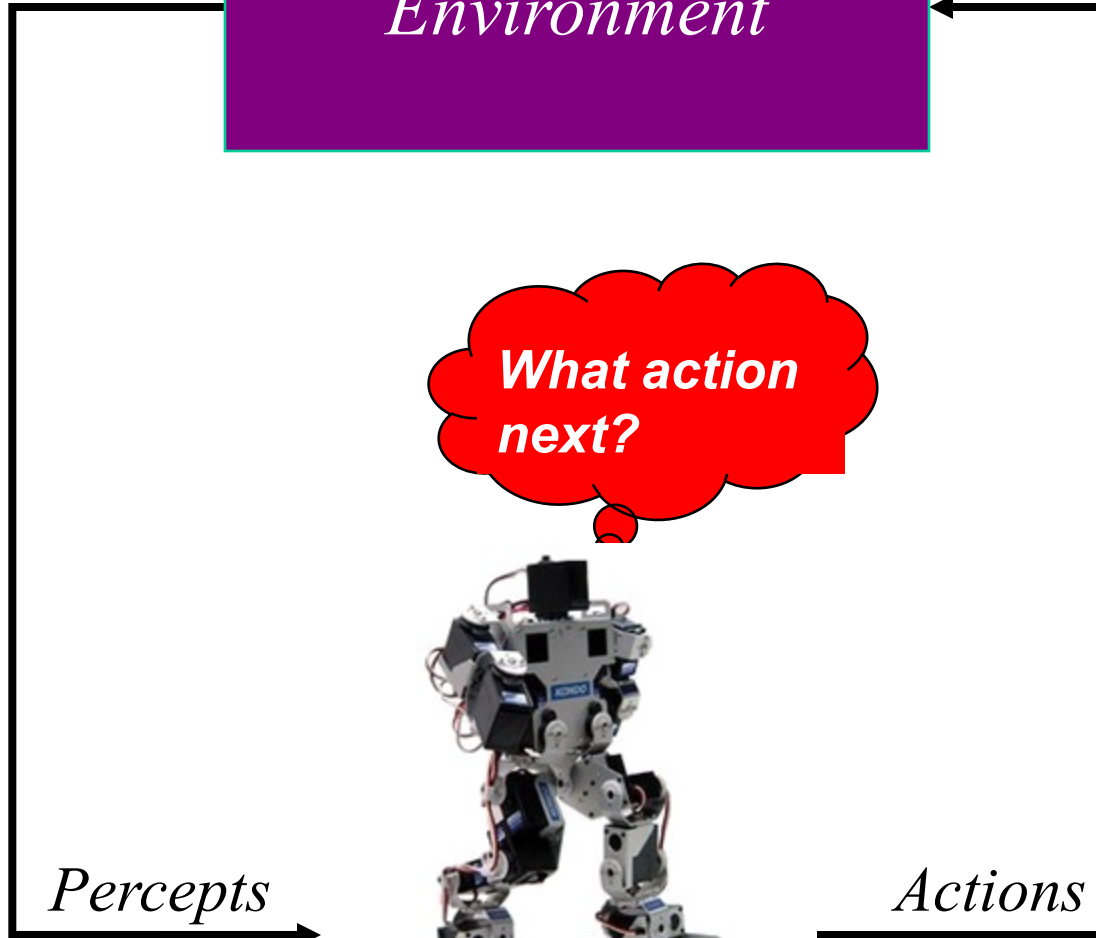 Environment
What action
next?
KONDO
Percepts
Actions